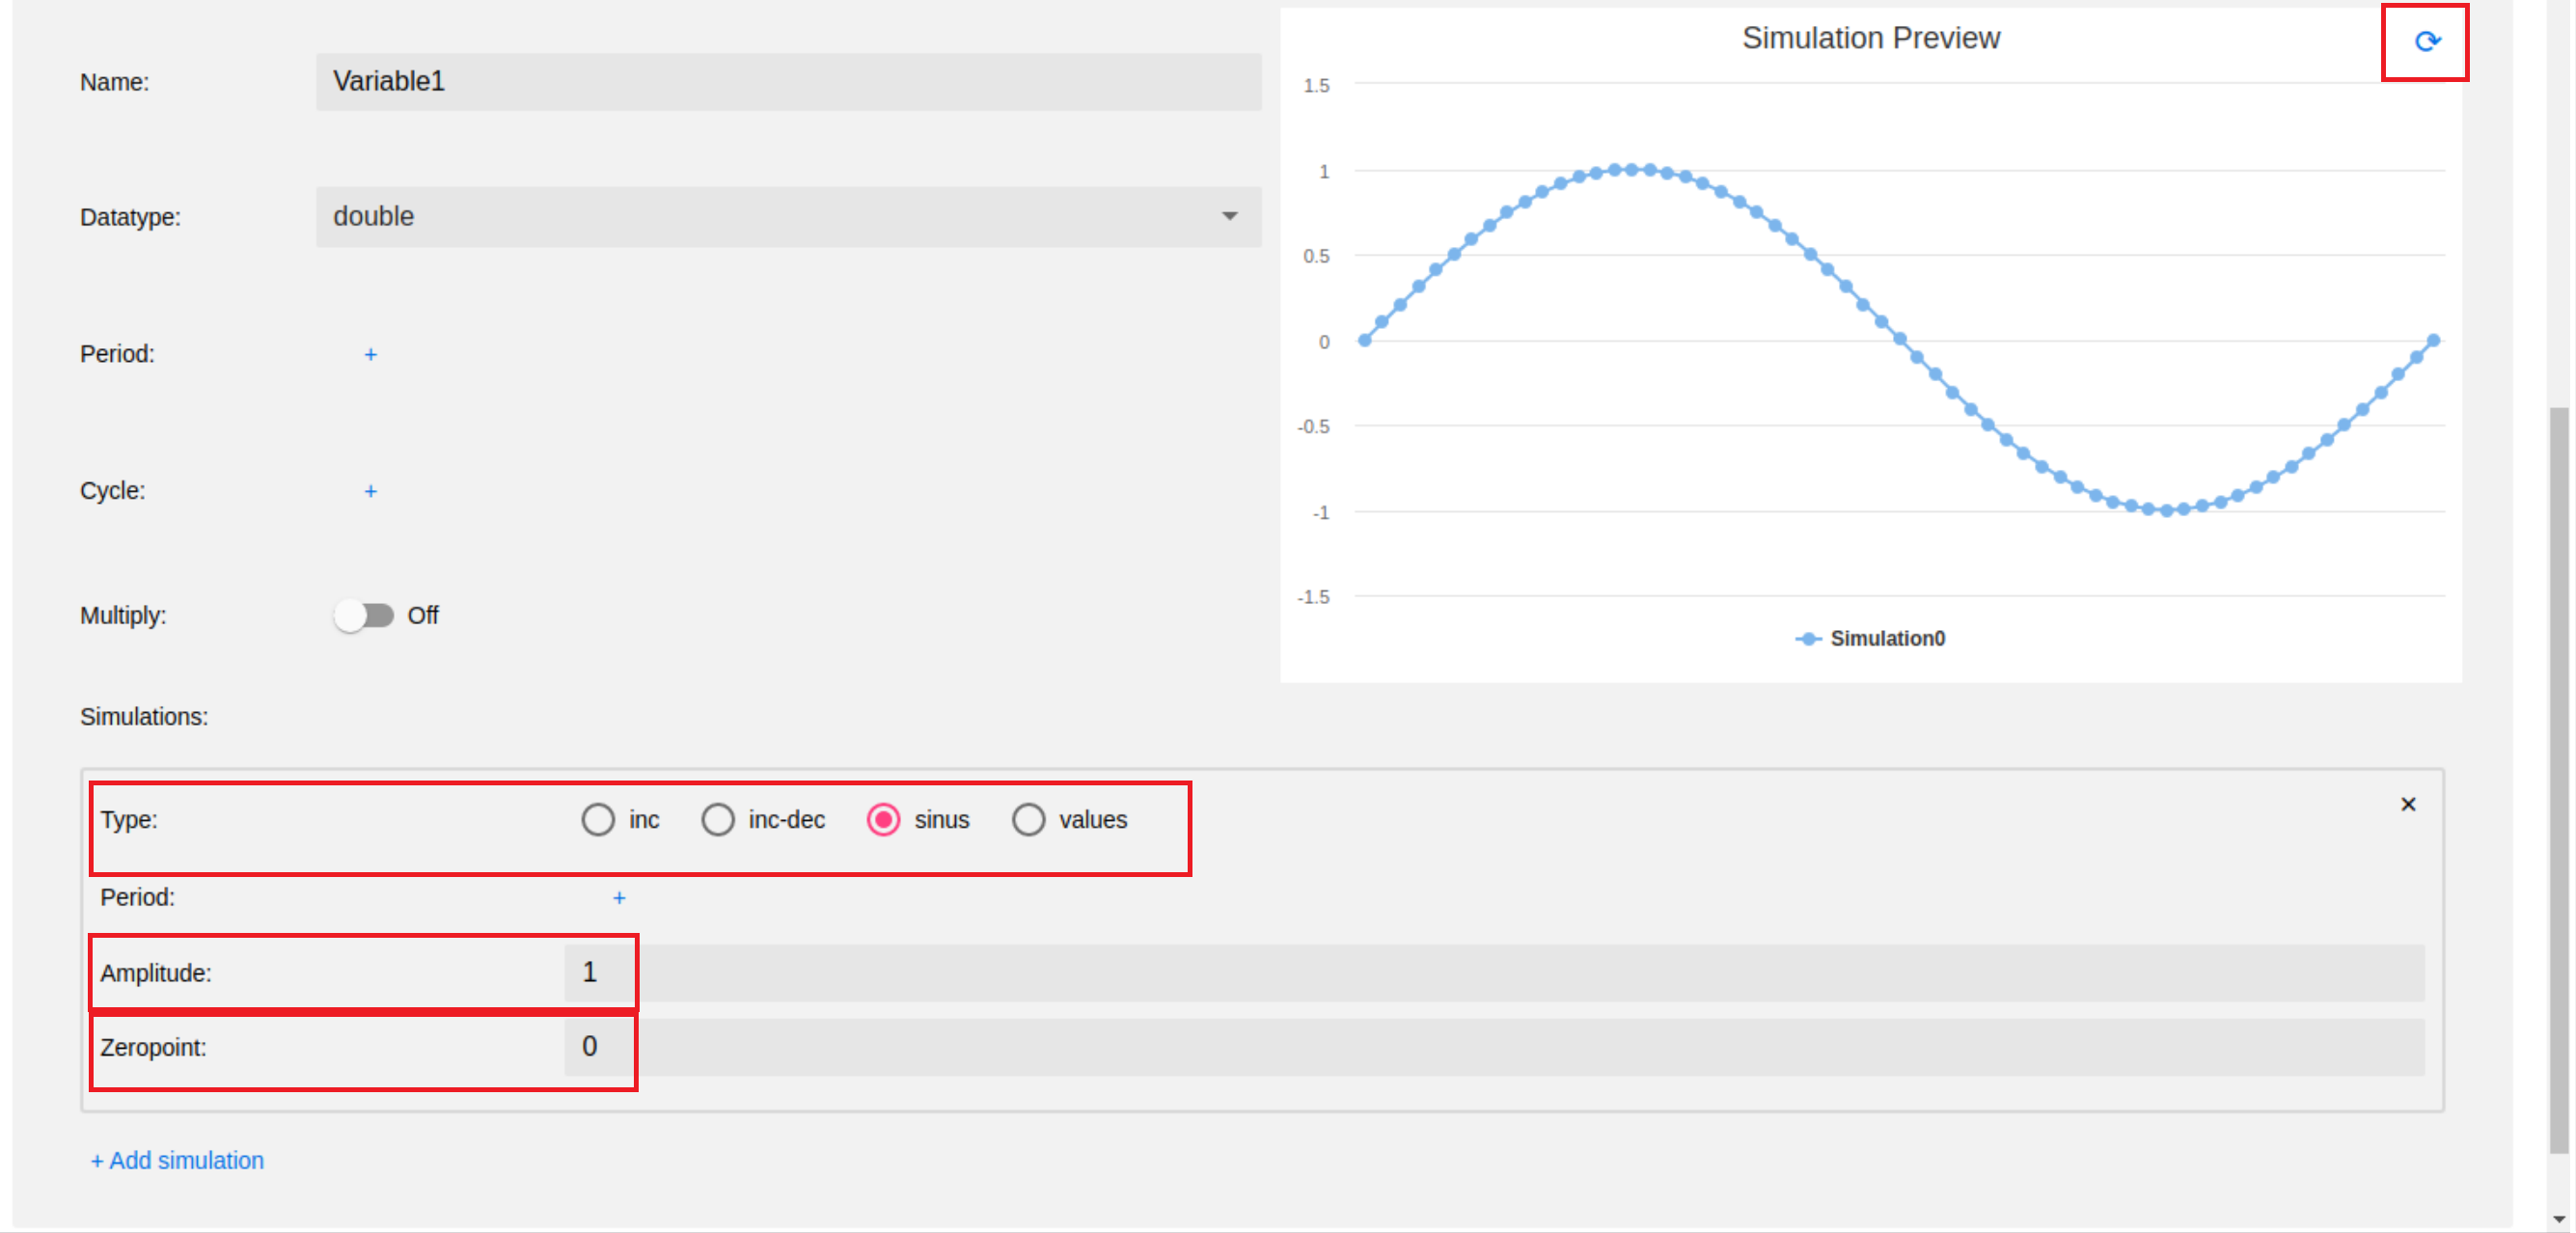 Name:
Variable1
Datatype:
double
Period:
+
Cycle:
+
Multiply:
Off
Simulation Preview
1.5
1
0.5
0
-0.5
-1
-1.5
Simulation0
Simulations:
Type:
inc
inc-dec
sinus
values
×
Period:
+
Amplitude:
1
Zeropoint:
0
+ Add simulation